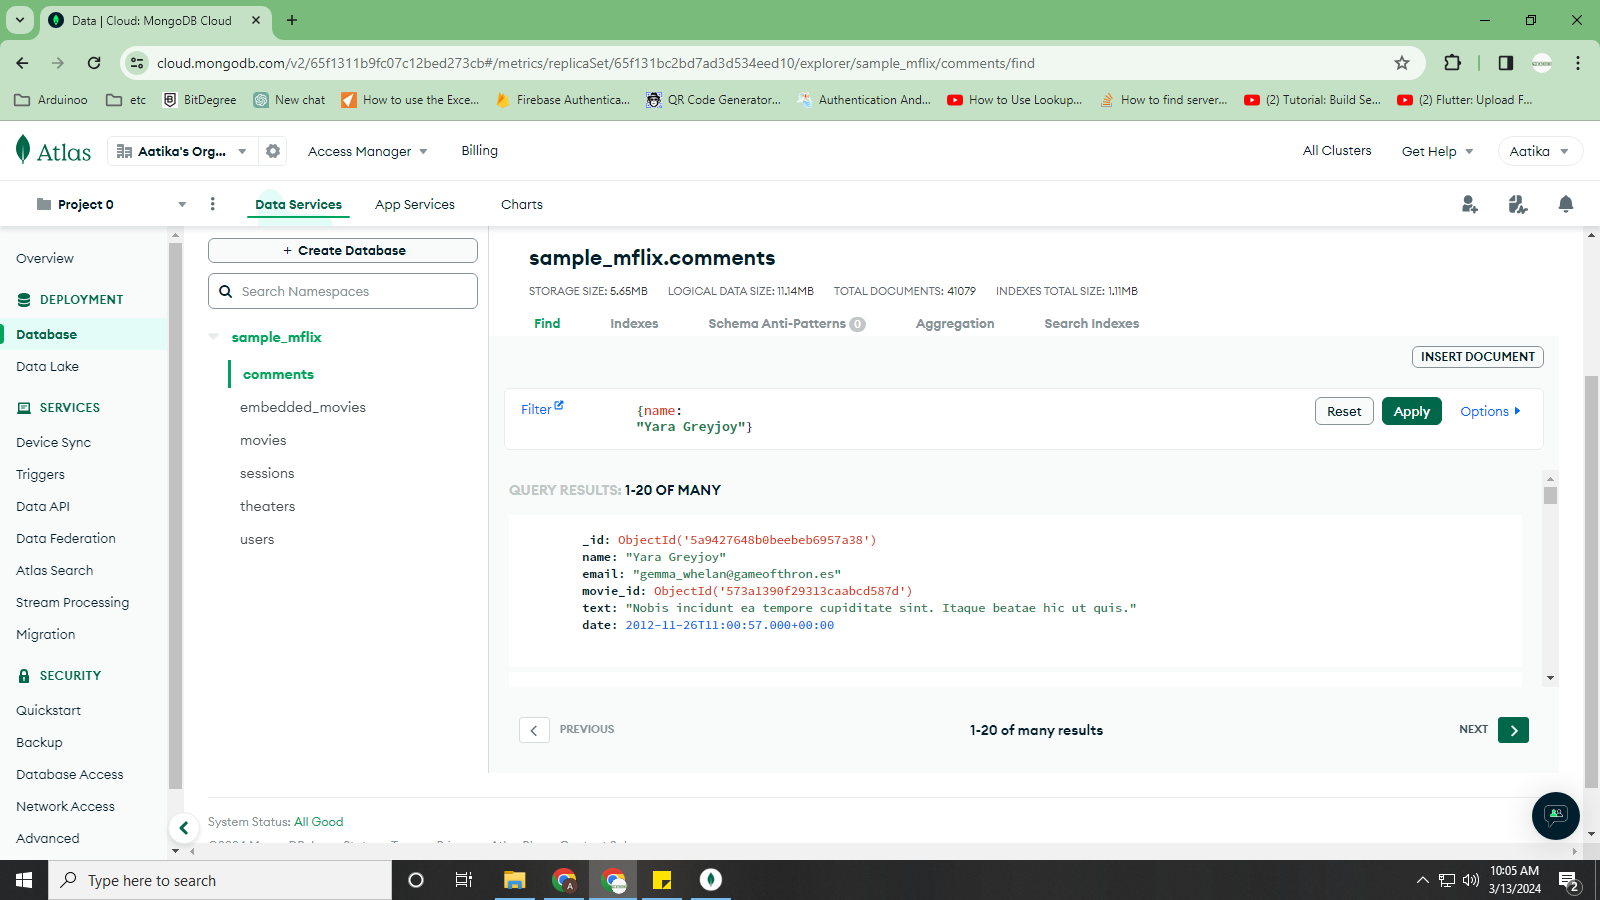 Data | Cloud: MongoDB Cloud
cloud.mongodb.com/v2/65f1311b9fc07c12bed273cb#/metrics/replicaSet/65f131bc2bd7ad3d534eed10/explorer/sample_mflix/comments/find
Arduinoo etc BitDegree New chat How to use the Exce... Firebase Authentica... QR Code Generator... Authentication And... How to Use Lookup... How to find server... (2) Tutorial: Build Se... (2) Flutter: Upload F...
Atlas Aatika's Org... Access Manager Billing All Clusters Get Help Aatika
Project 0 Data Services App Services Charts
Overview
DEPLOYMENT
Database
Data Lake
SERVICES
Device Sync
Triggers
Data API
Data Federation
Atlas Search
Stream Processing
Migration
SECURITY
Quickstart
Backup
Database Access
Network Access
Advanced
+ Create Database
Search Namespaces
sample_mflix
comments
embedded_movies
movies
sessions
theaters
users
sample_mflix.comments
STORAGE SIZE: 5.65MB LOGICAL DATA SIZE: 11.14MB TOTAL DOCUMENTS: 41079 INDEXES TOTAL SIZE: 1.11MB
Find Indexes Schema Anti-Patterns 0 Aggregation Search Indexes
INSERT DOCUMENT
Filter {name:
"Yara Greyjoy"}
Reset Apply Options
QUERY RESULTS: 1-20 OF MANY
_id: ObjectId('5a9427648b0beebeb6957a38')
name: "Yara Greyjoy"
email: "gemma_whelan@gameofthron.es"
movie_id: ObjectId('573a1390f29313caabcd587d')
text: "Nobis incidunt ea tempore cupiditate sint. Itaque beatae hic ut quis."
date: 2012-11-26T11:00:57.000+00:00
PREVIOUS 1-20 of many results NEXT
System Status: All Good
Type here to search
10:05 AM
3/13/2024
2